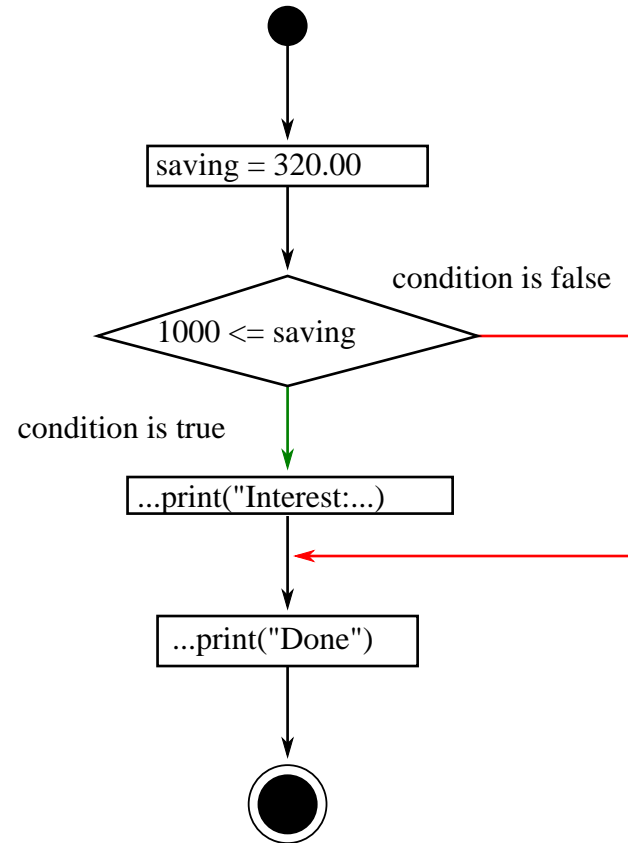 saving = 320.00
condition is false
1000 <= saving
condition is true
...print("Interest:...)
...print("Done")